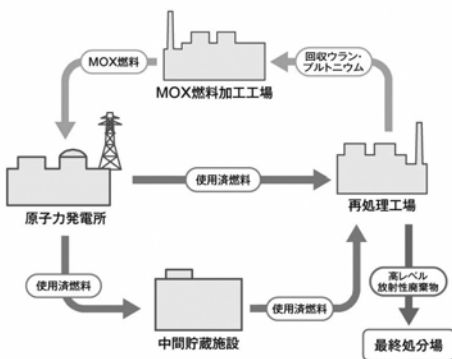 MOX燃料
回収ウラン・
プルトニウム
MOX燃料加工工場
使用済燃料
原子力発電所
再処理工場
使用済燃料
使用済燃料
高レベル
放射性廃棄物
中間貯蔵施設
最終処分場